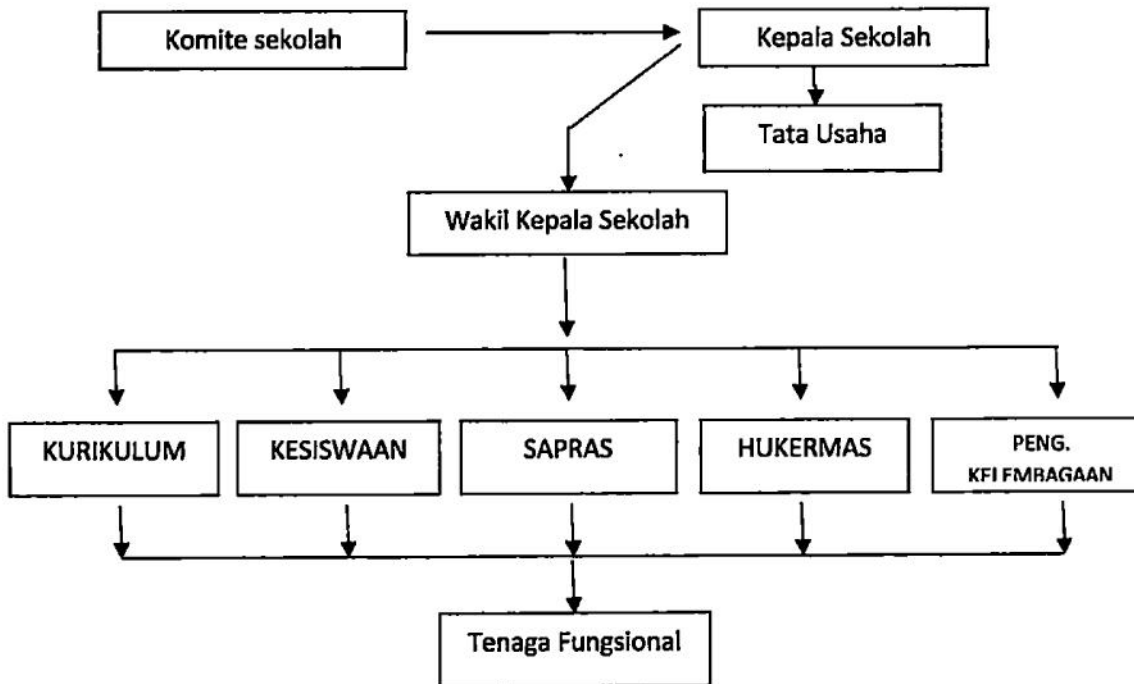 Komite sekolah
Kepala Sekolah
Tata Usaha
Wakil Kepala Sekolah
KURIKULUM
KESISWAAN
SAPRAS
HUKERMAS
PENG.
KELEMBAGAAN
Tenaga Fungsional